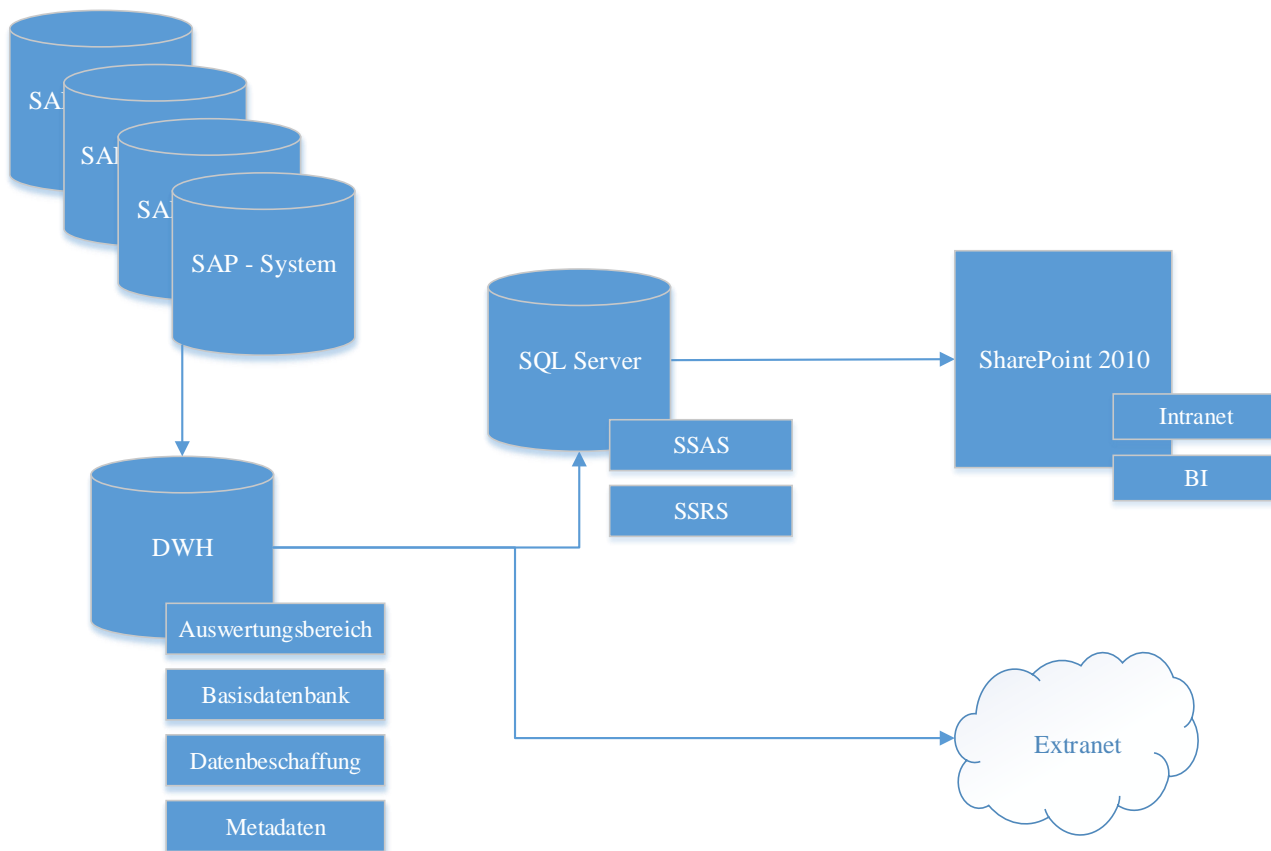 SAP - System
SQL Server
SharePoint 2010
Intranet
SSAS
BI
SSRS
DWH
Auswertungsbereich
Basisdatenbank
Extranet
Datenbeschaffung
Metadaten